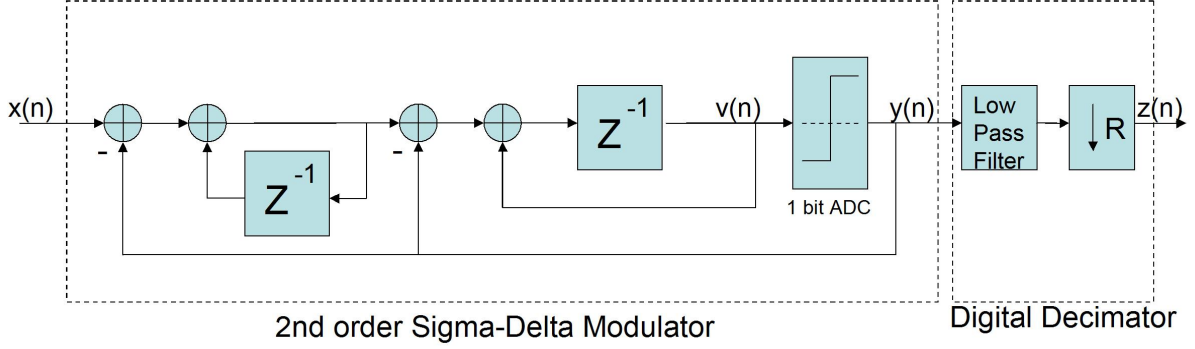 x(n)
-
Z-1
-
Z-1
v(n)
1 bit ADC
y(n)
Low
Pass
Filter
R
z(n)
2nd order Sigma-Delta Modulator
Digital Decimator